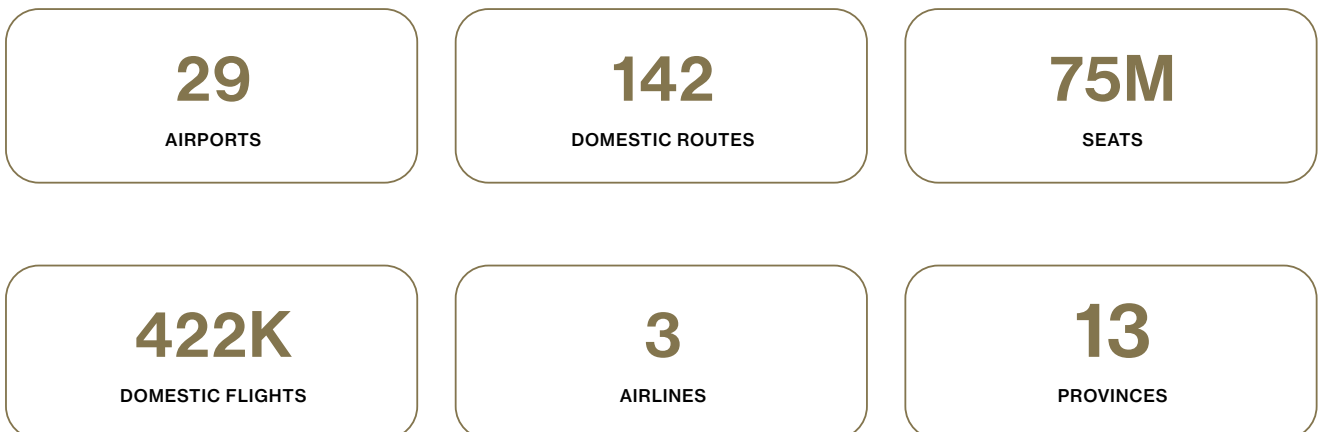 29
AIRPORTS
142
DOMESTIC ROUTES
75M
SEATS
422K
DOMESTIC FLIGHTS
3
AIRLINES
13
PROVINCES